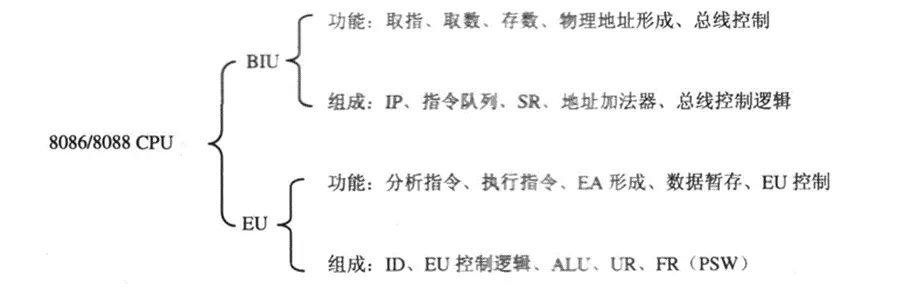 功能：取指、取数、存数、物理地址形成、总线控制
BIU
组成：IP、指令队列、SR、地址加法器、总线控制逻辑
8086/8088 CPU
功能：分析指令、执行指令、EA 形成、数据暂存、EU 控制
EU
组成：ID、EU 控制逻辑、ALU、UR、FR（PSW）